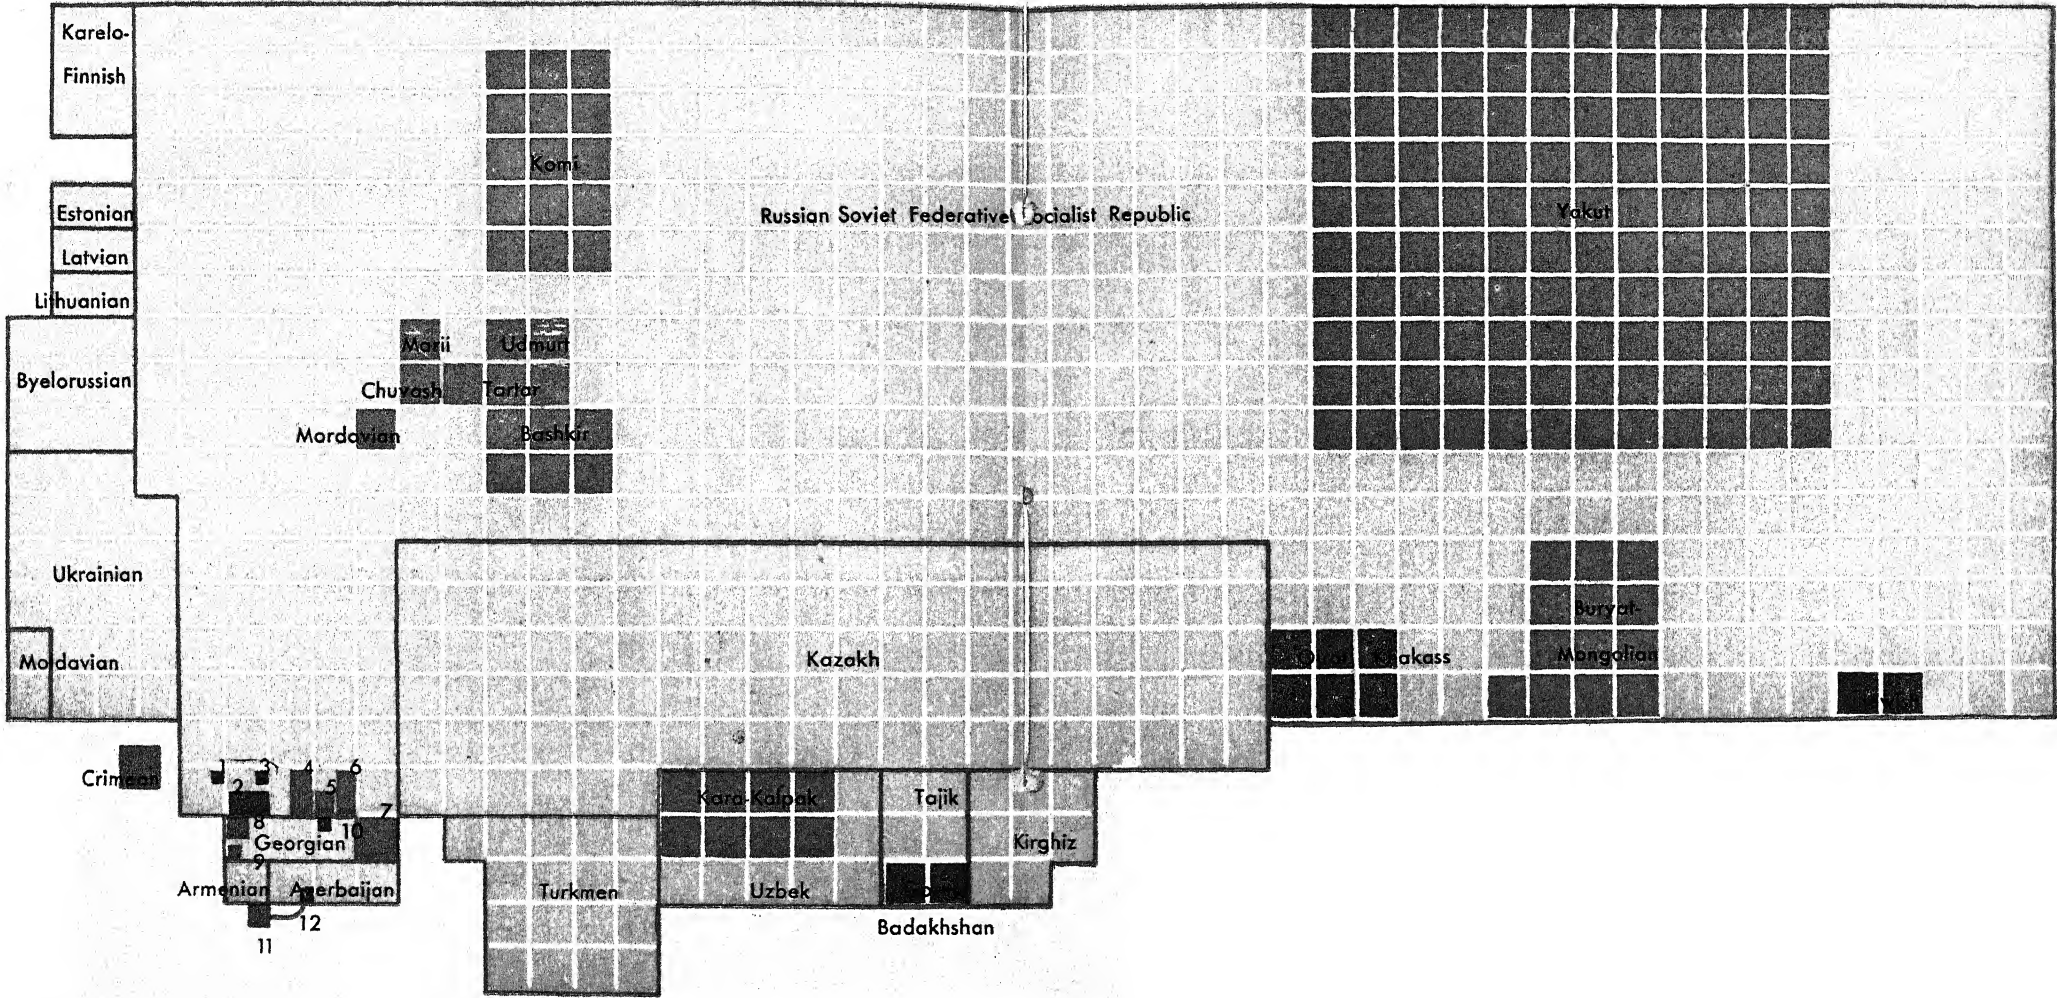 Karelo-
Finnish
Komi
Estonian
Russian Soviet Federative Socialist Republic
Yakut
Latvian
Lithuanian
Marii
Udmurt
Byelorussian
Chuvash
Tartar
Mordavian
Bashkir
Ukrainian
Buryat-
Moldavian
Kazakh
Khakass
Mongolian
Crimean
1
3
4
6
2
5
7
Kara-Kalpak
Tajik
8
10
Georgian
Kirghiz
9
Armenian
Azerbaijan
Turkmen
Uzbek
12
Badakhshan
11